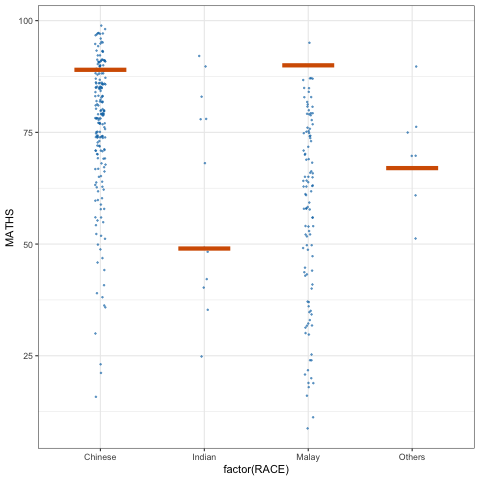 100
75
50
25
MATHS
Chinese
Indian
Malay
Others
factor(RACE)